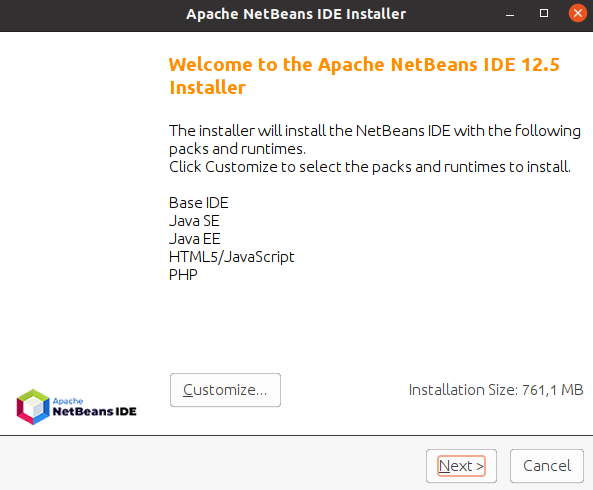 Apache NetBeans IDE Installer
Welcome to the Apache NetBeans IDE 12.5
Installer
The installer will install the NetBeans IDE with the following
packs and runtimes.
Click Customize to select the packs and runtimes to install.
Base IDE
Java SE
Java EE
HTML5/JavaScript
PHP
Customize...
Installation Size: 761,1 MB
Apache
NetBeans IDE
Next >
Cancel